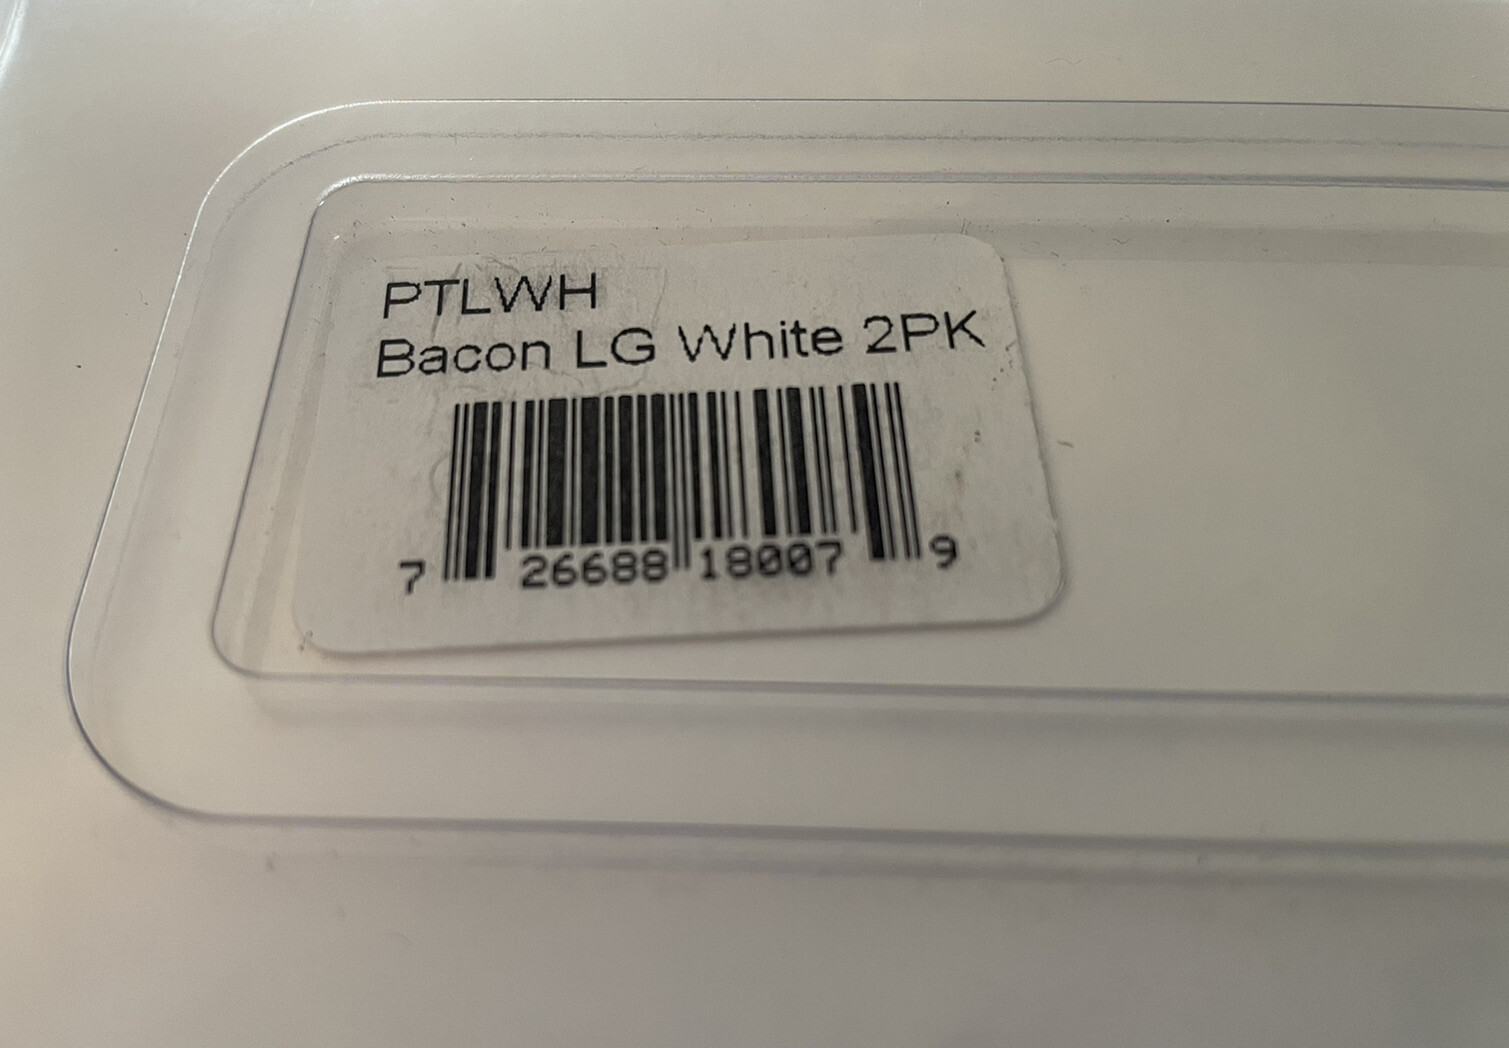 PTLWH
Bacon LG White 2PK
7 26688 18007 9